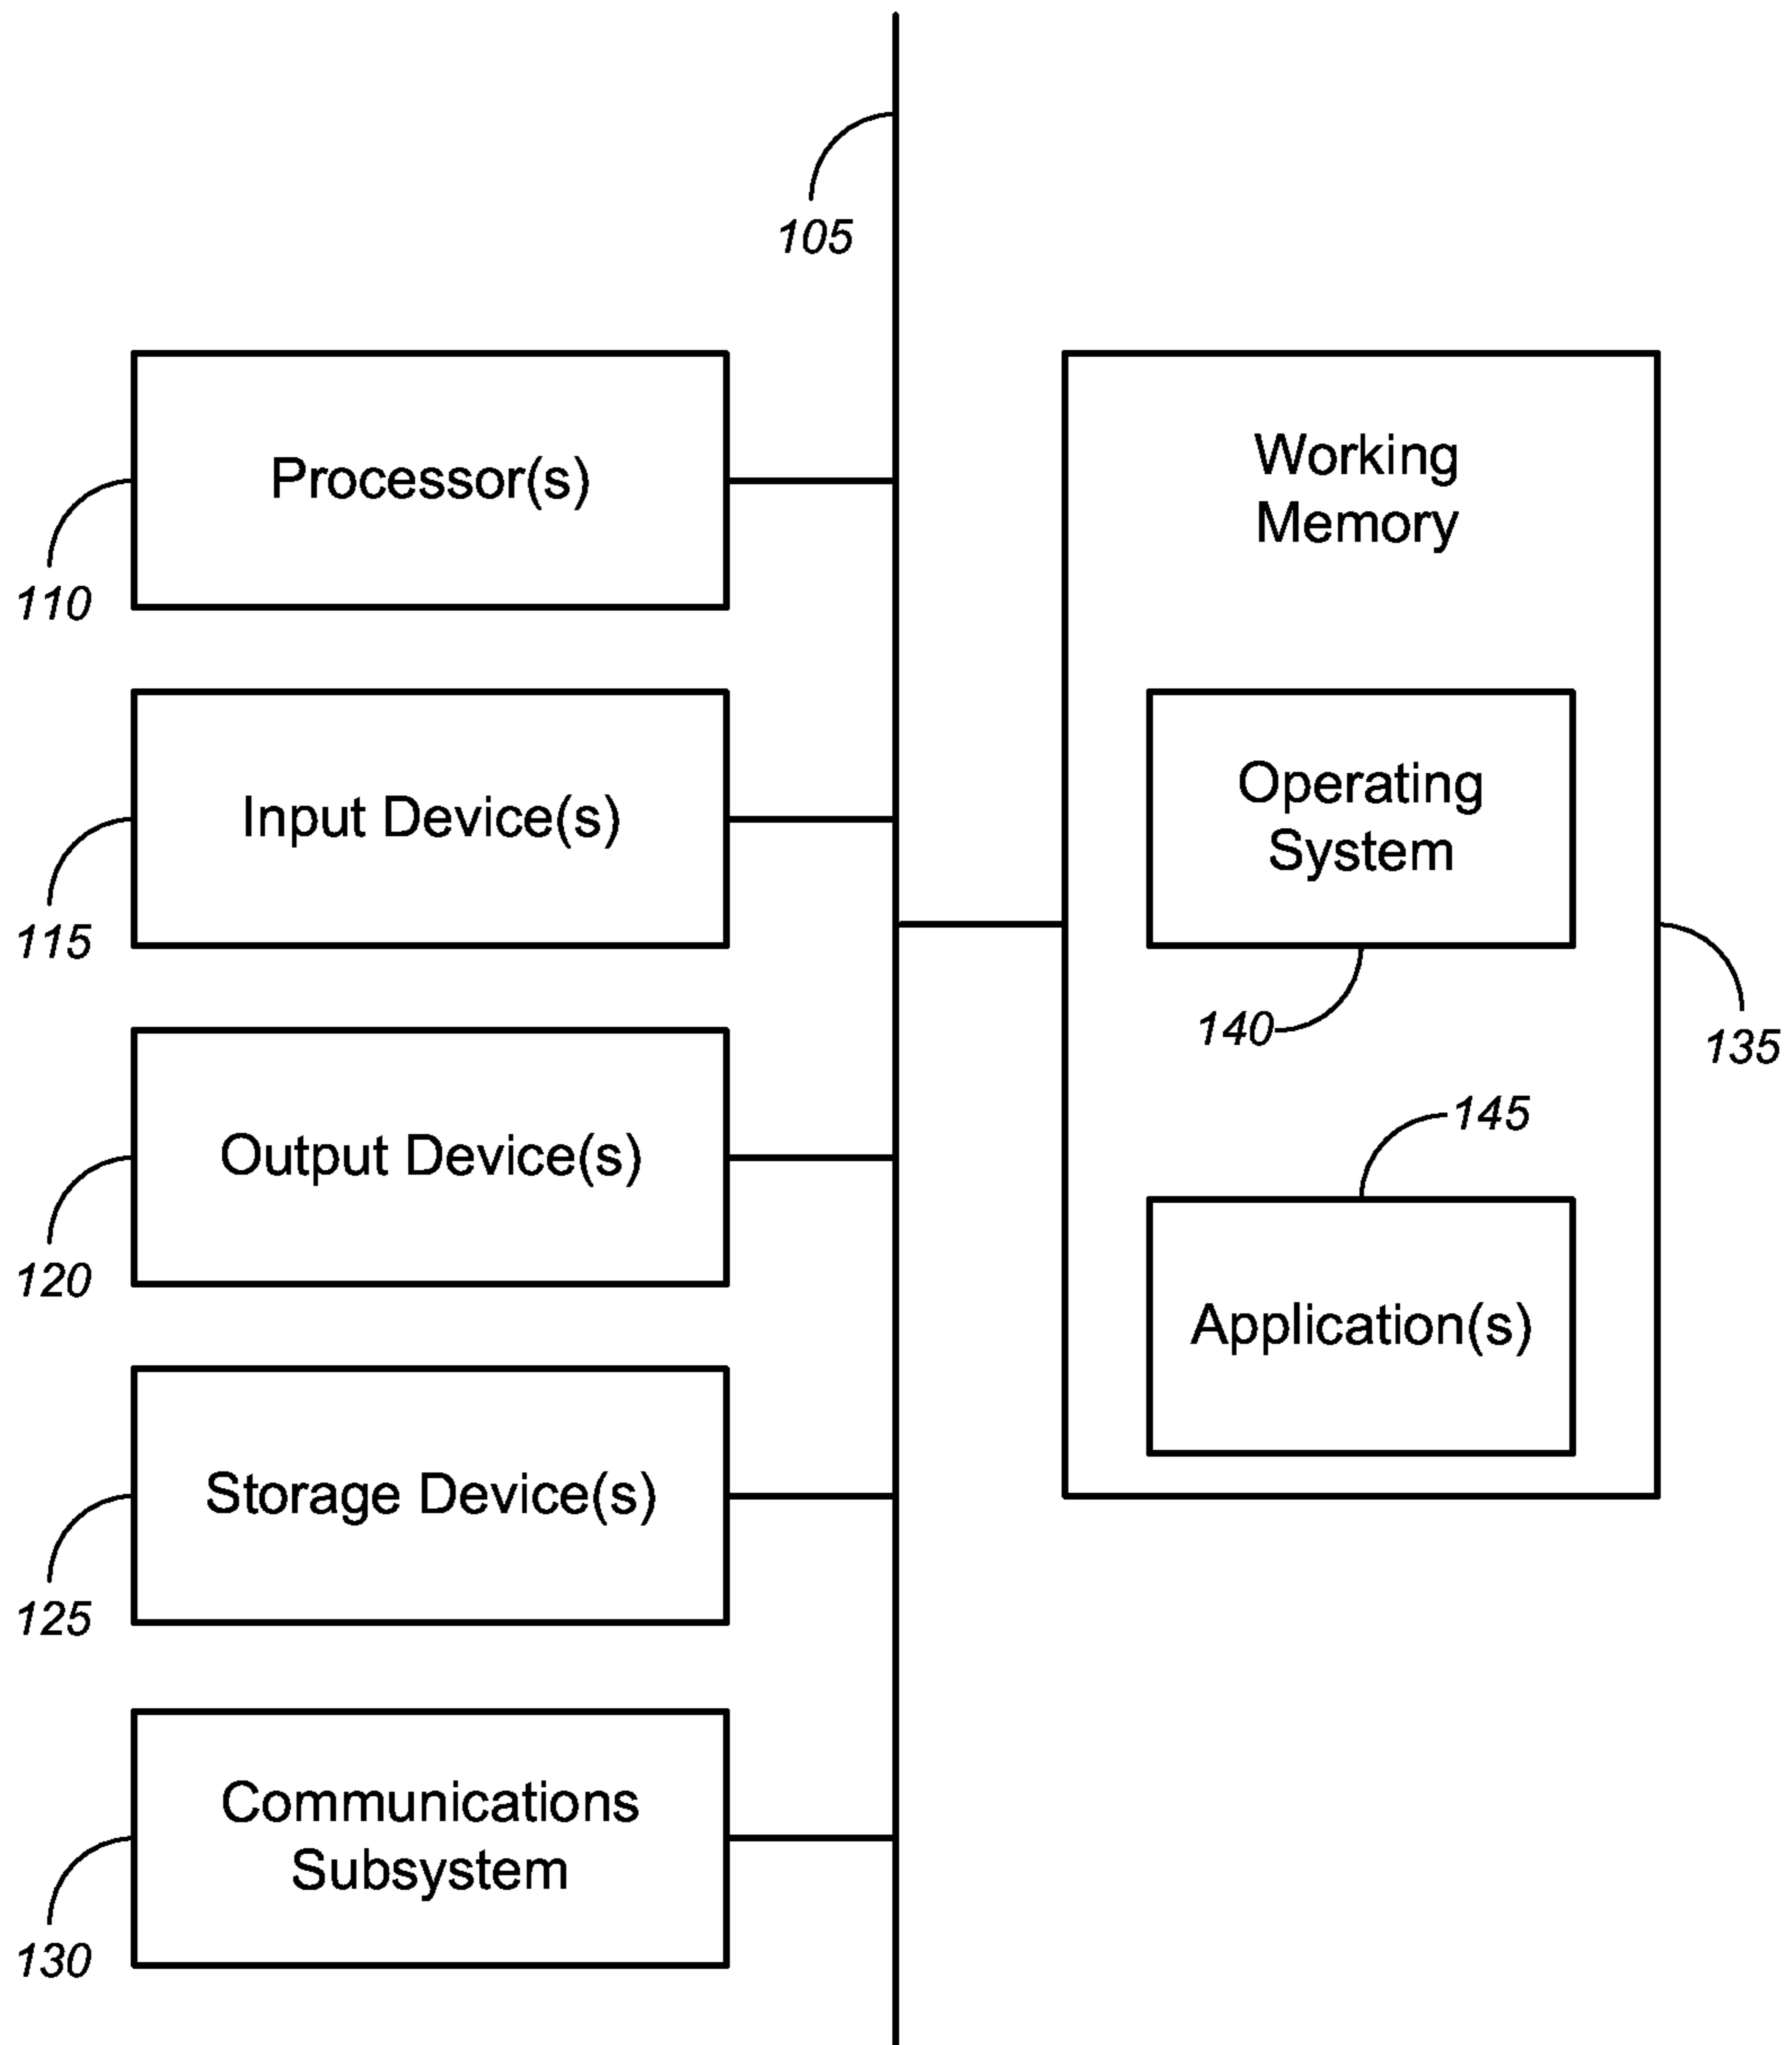 105
Processor(s)
110
Input Device(s)
115
Output Device(s)
120
Storage Device(s)
125
Communications
Subsystem
130
Working
Memory
Operating
System
140
135
145
Application(s)